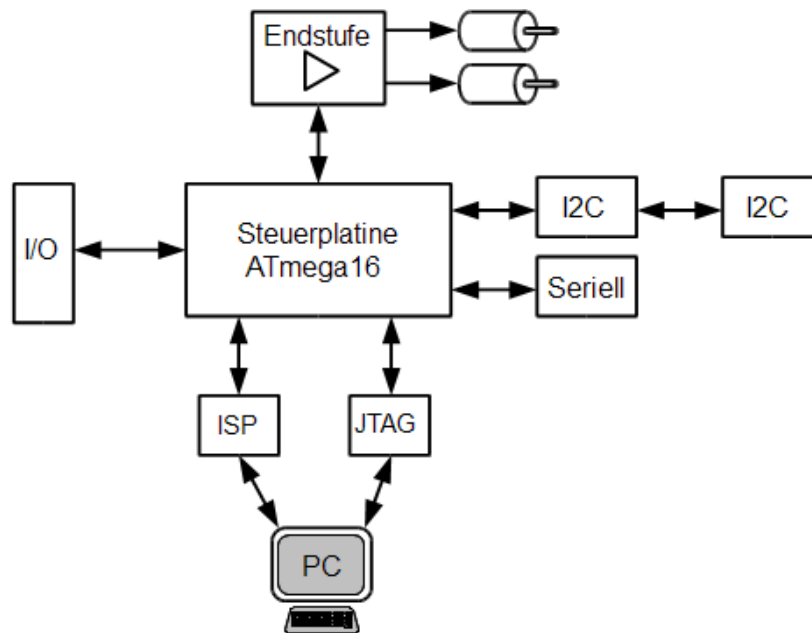 Endstufe
I/O
Steuerplatine
ATmega16
I2C
I2C
Seriell
ISP
JTAG
PC